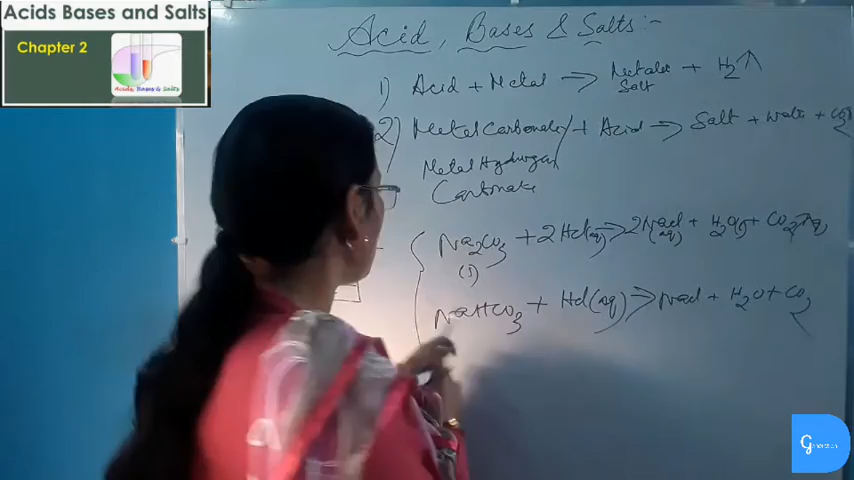 Acids Bases and Salts
Chapter 2
Acids, Bases & Salts
Acid, Bases & Salts :-
1) Acid + Metal → Metallic Salt + H2↑
2) Metal Carbonate / + Acid → Salt + Water + CO2
Metal Hydrogen
Carbonate
Na2CO3 (s) + 2HCl(aq) → 2NaCl (aq) + H2O(l) + CO2↑
NaHCO3 + HCl(aq) → NaCl + H2O + CO2
Generation